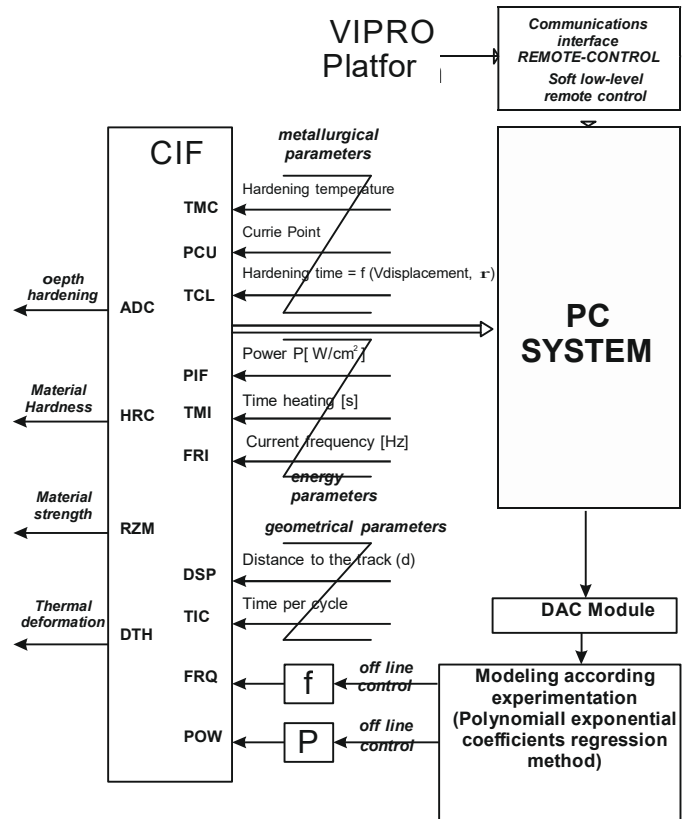 VIPRO
Platfor
Communications
interface
REMOTE-CONTROL
Soft low-level
remote control
CIF
metallurgical
parameters
TMC
Hardening temperature
PCU
Currie Point
TCL
Hardening time = f (Vdisplacement, r)
oepth
hardening
ADC
PC
SYSTEM
PIF
Power P[ W/cm²]
Material
Hardness
HRC
TMI
Time heating [s]
FRI
Current frequency [Hz]
energy
parameters
Material
strength
RZM
geometrical parameters
DSP
Distance to the track (d)
TIC
Time per cycle
Thermal
deformation
DTH
DAC Module
FRQ
f
off line
control
POW
P
off line
control
Modeling according
experimentation
(Polynomiall exponential
coefficients regression
method)